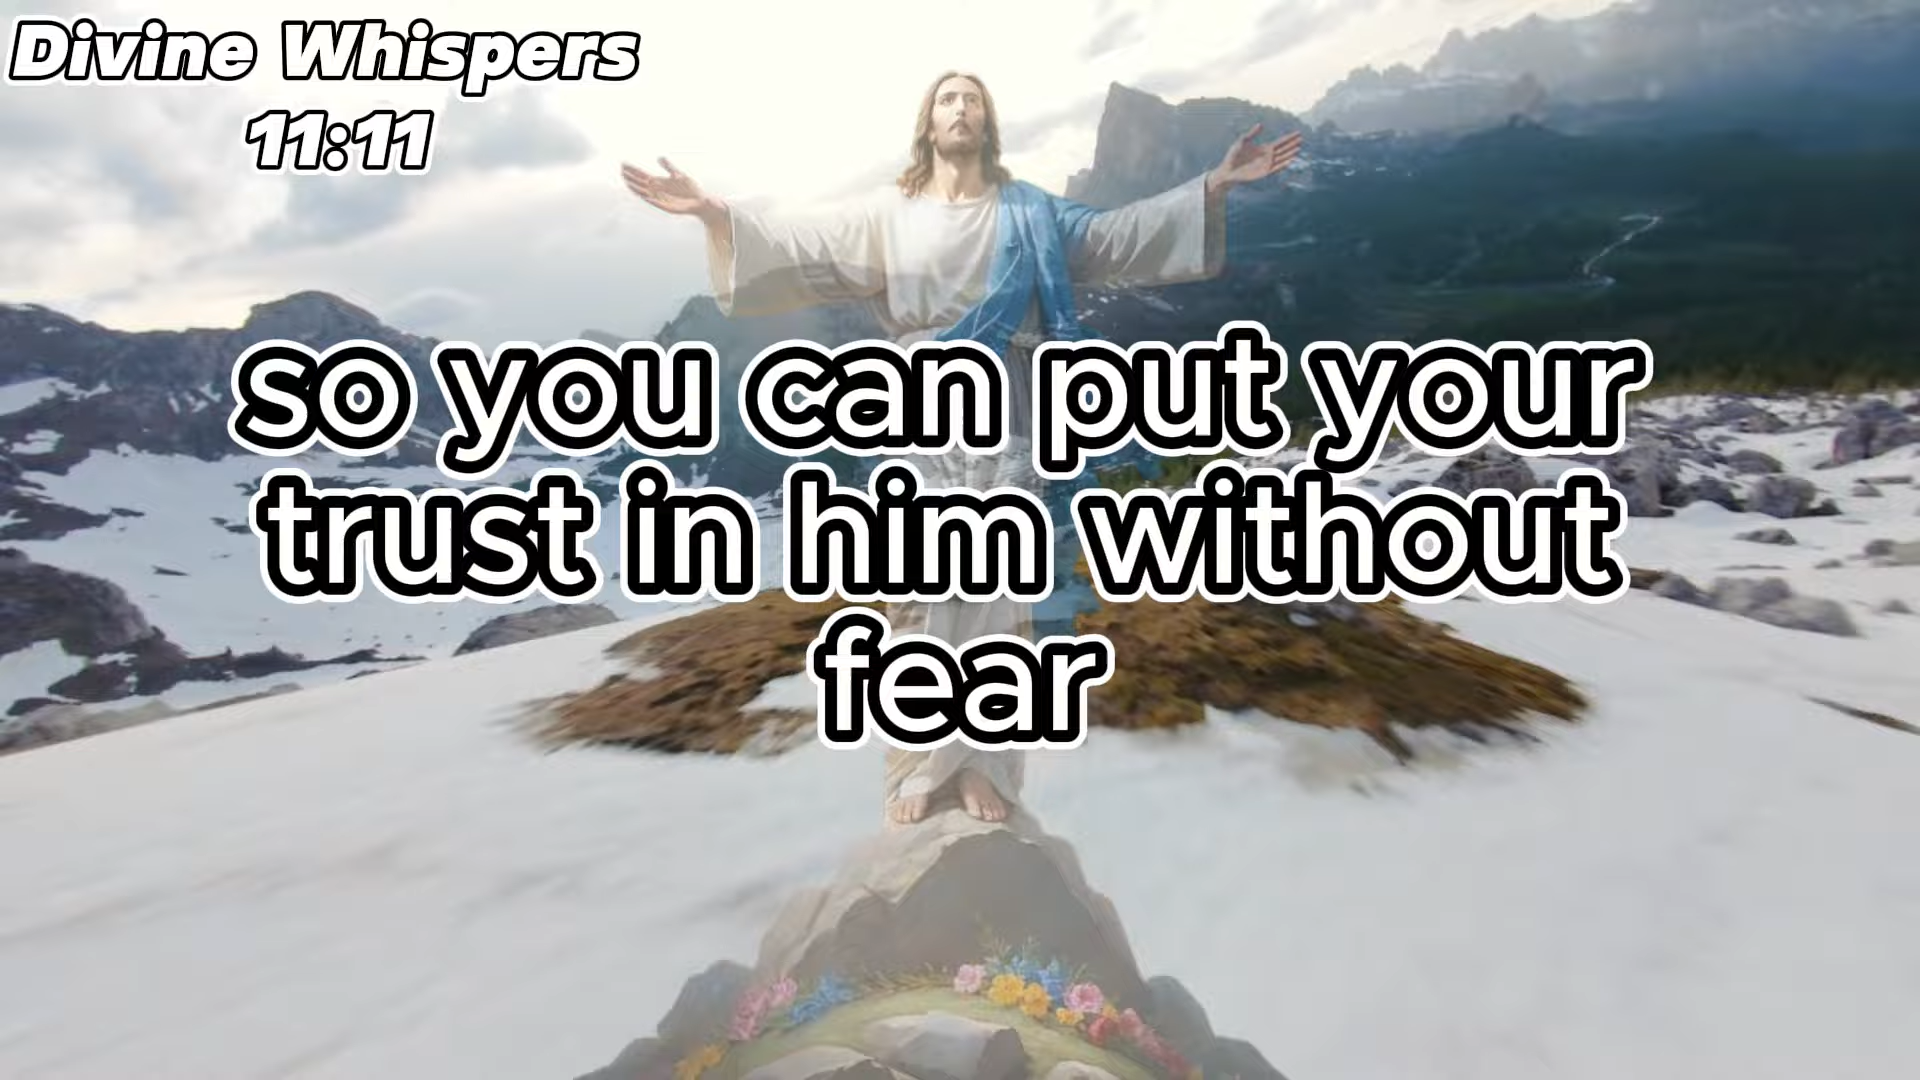 Divine Whispers
11:11
so you can put your
trust in him without
fear